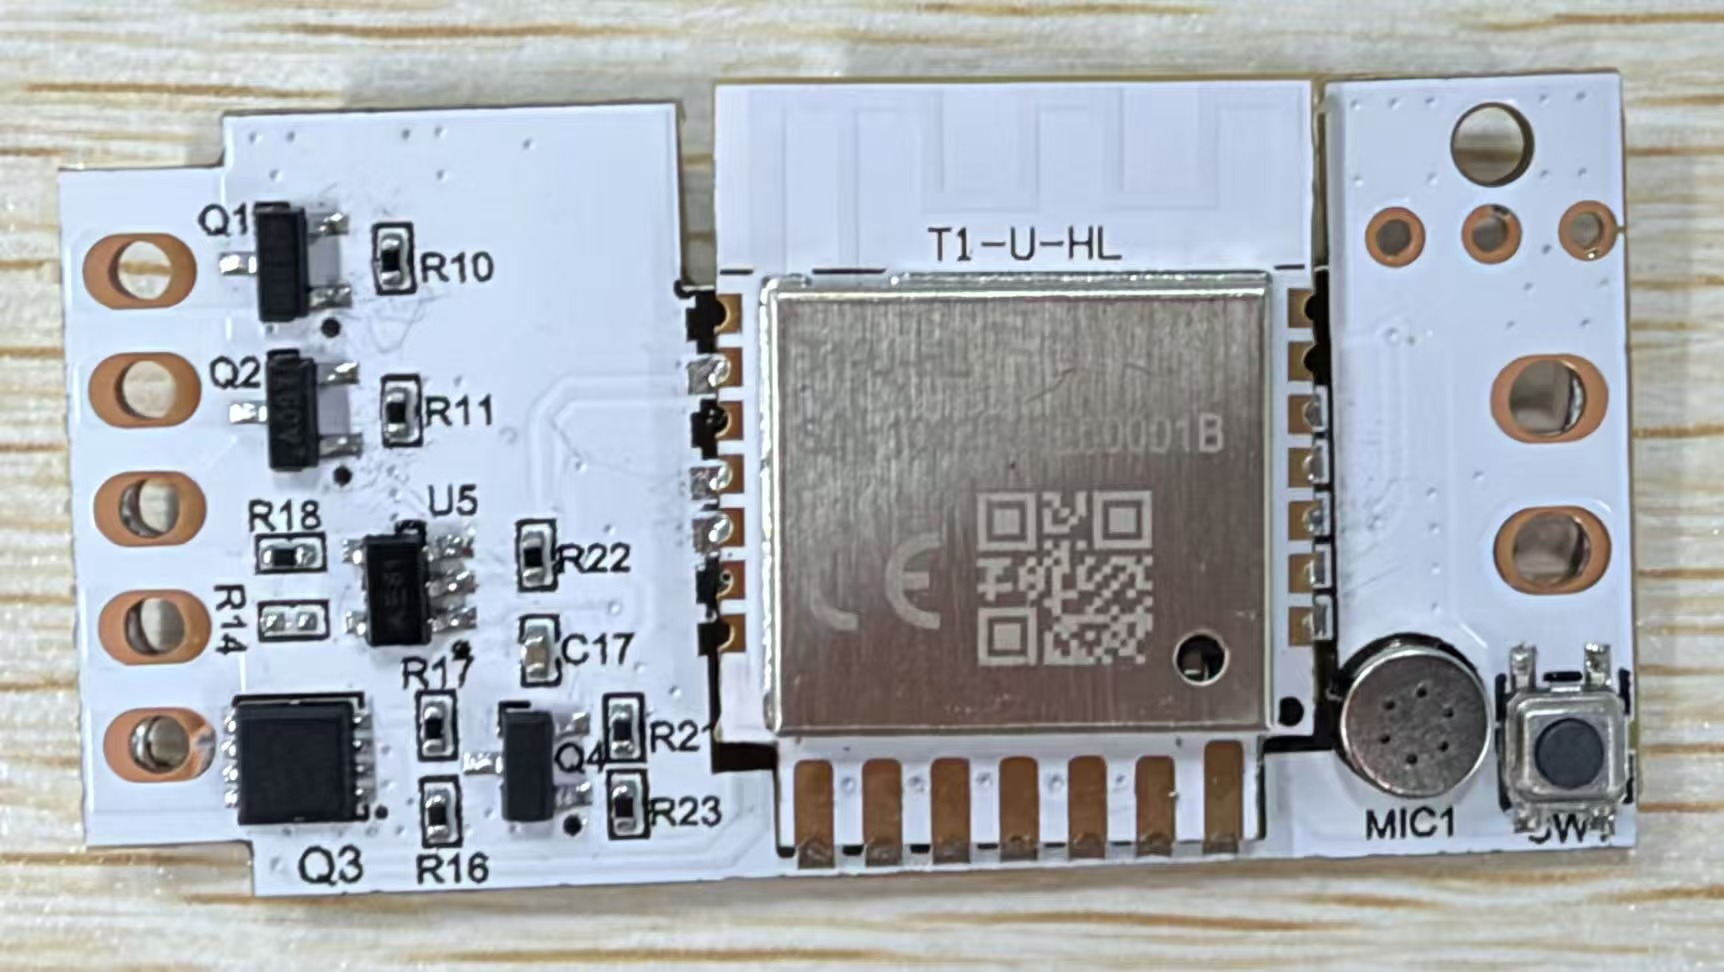 T1-U-HL
Q1
R10
Q2
R11
U5
R18
R22
R14
C17
R17
R21
Q4
R23
Q3
R16
CE
MIC1